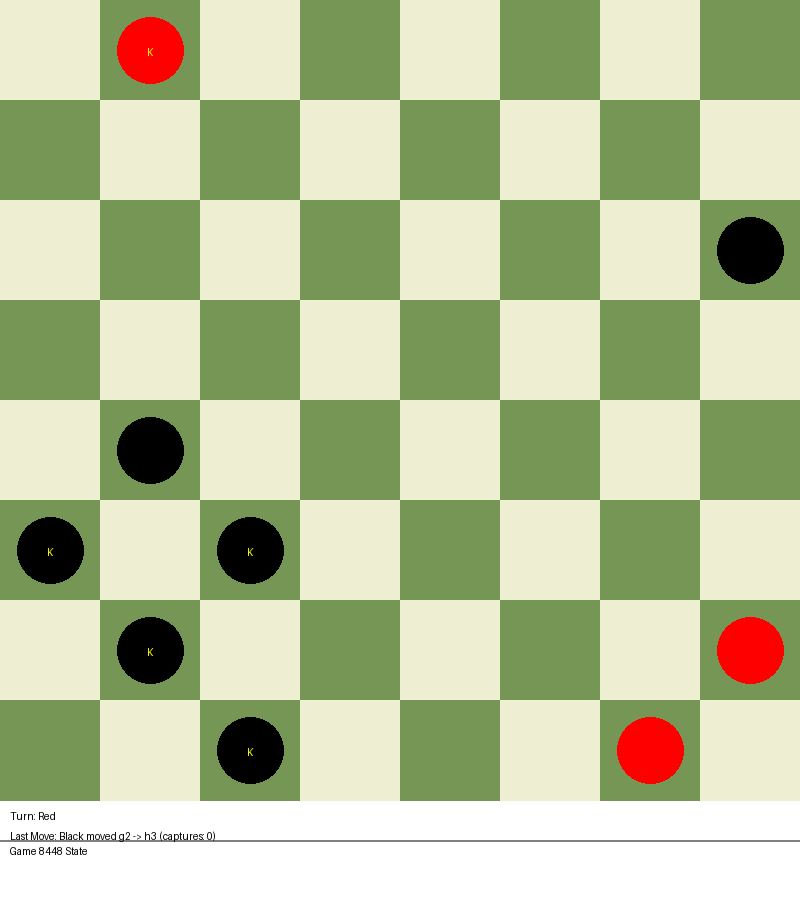 K
K K
K
K
Turn: Red
Last Move: Black moved g2 -> h3 (captures: 0)
Game 8448 State